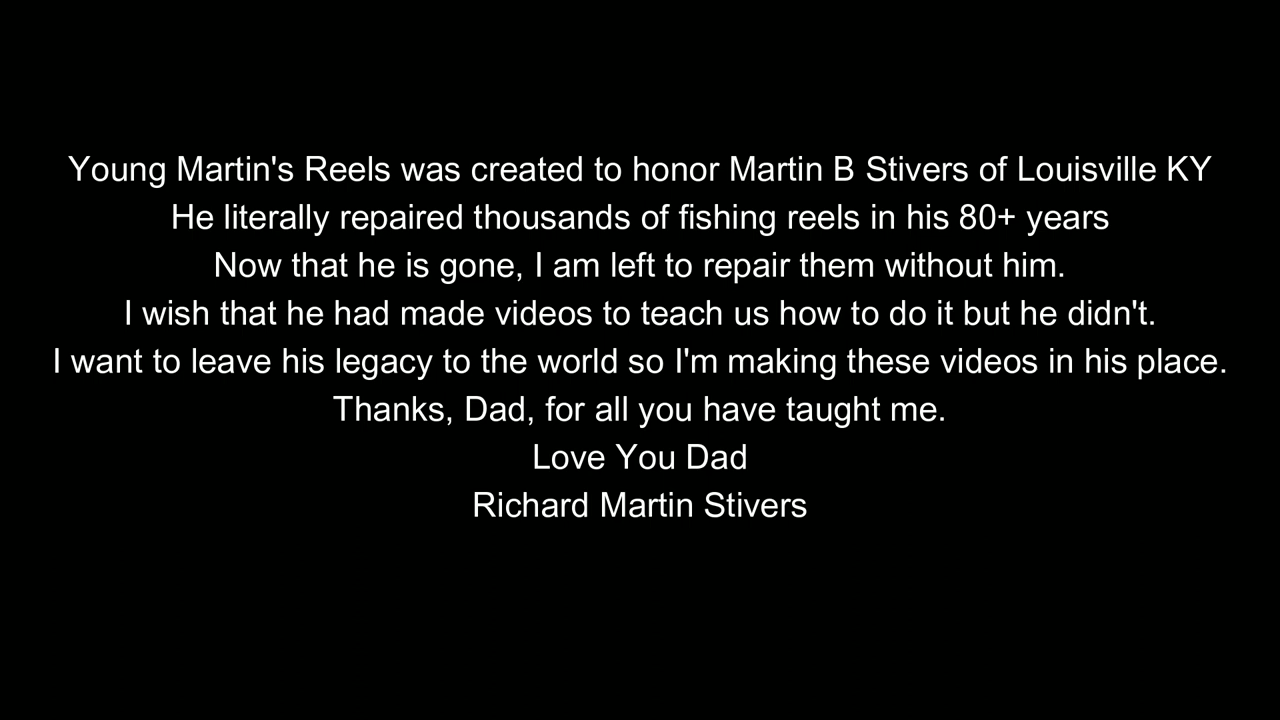 Young Martin's Reels was created to honor Martin B Stivers of Louisville KY
He literally repaired thousands of fishing reels in his 80+ years
Now that he is gone, I am left to repair them without him.
I wish that he had made videos to teach us how to do it but he didn't.
I want to leave his legacy to the world so I'm making these videos in his place.
Thanks, Dad, for all you have taught me.
Love You Dad
Richard Martin Stivers